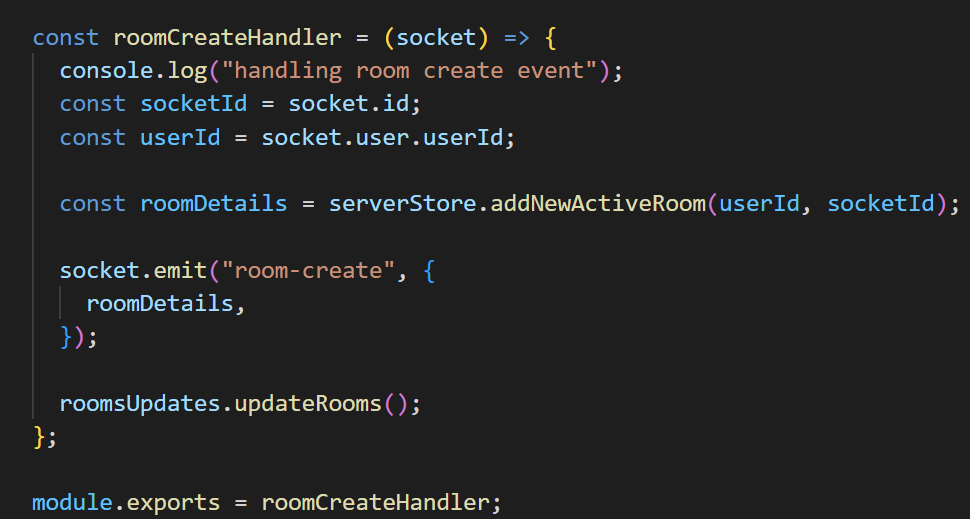 const roomCreateHandler = (socket) => {
  console.log("handling room create event");
  const socketId = socket.id;
  const userId = socket.user.userId;

  const roomDetails = serverStore.addNewActiveRoom(userId, socketId);

  socket.emit("room-create", {
    roomDetails,
  });

  roomsUpdates.updateRooms();
};

module.exports = roomCreateHandler;